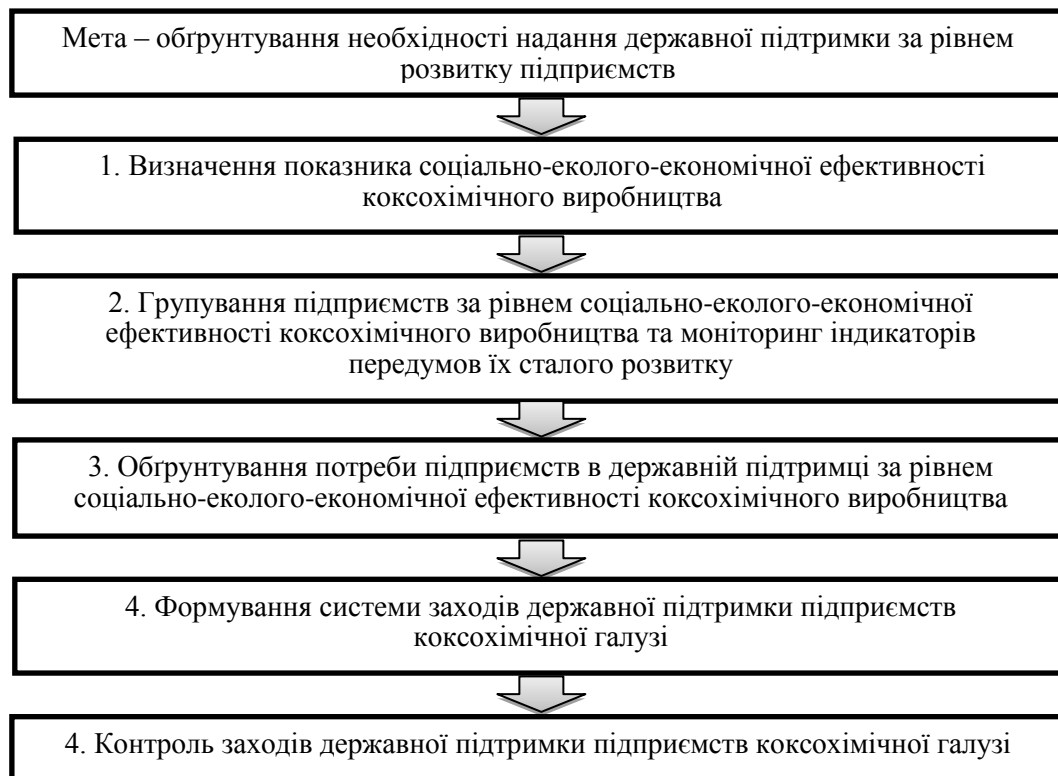 Мета – обґрунтування необхідності надання державної підтримки за рівнем
розвитку підприємств
1. Визначення показника соціально-еколого-економічної ефективності
коксохімічного виробництва
2. Групування підприємств за рівнем соціально-еколого-економічної
ефективності коксохімічного виробництва та моніторинг індикаторів
передумов їх сталого розвитку
3. Обґрунтування потреби підприємств в державній підтримці за рівнем
соціально-еколого-економічної ефективності коксохімічного виробництва
4. Формування системи заходів державної підтримки підприємств
коксохімічної галузі
4. Контроль заходів державної підтримки підприємств коксохімічної галузі